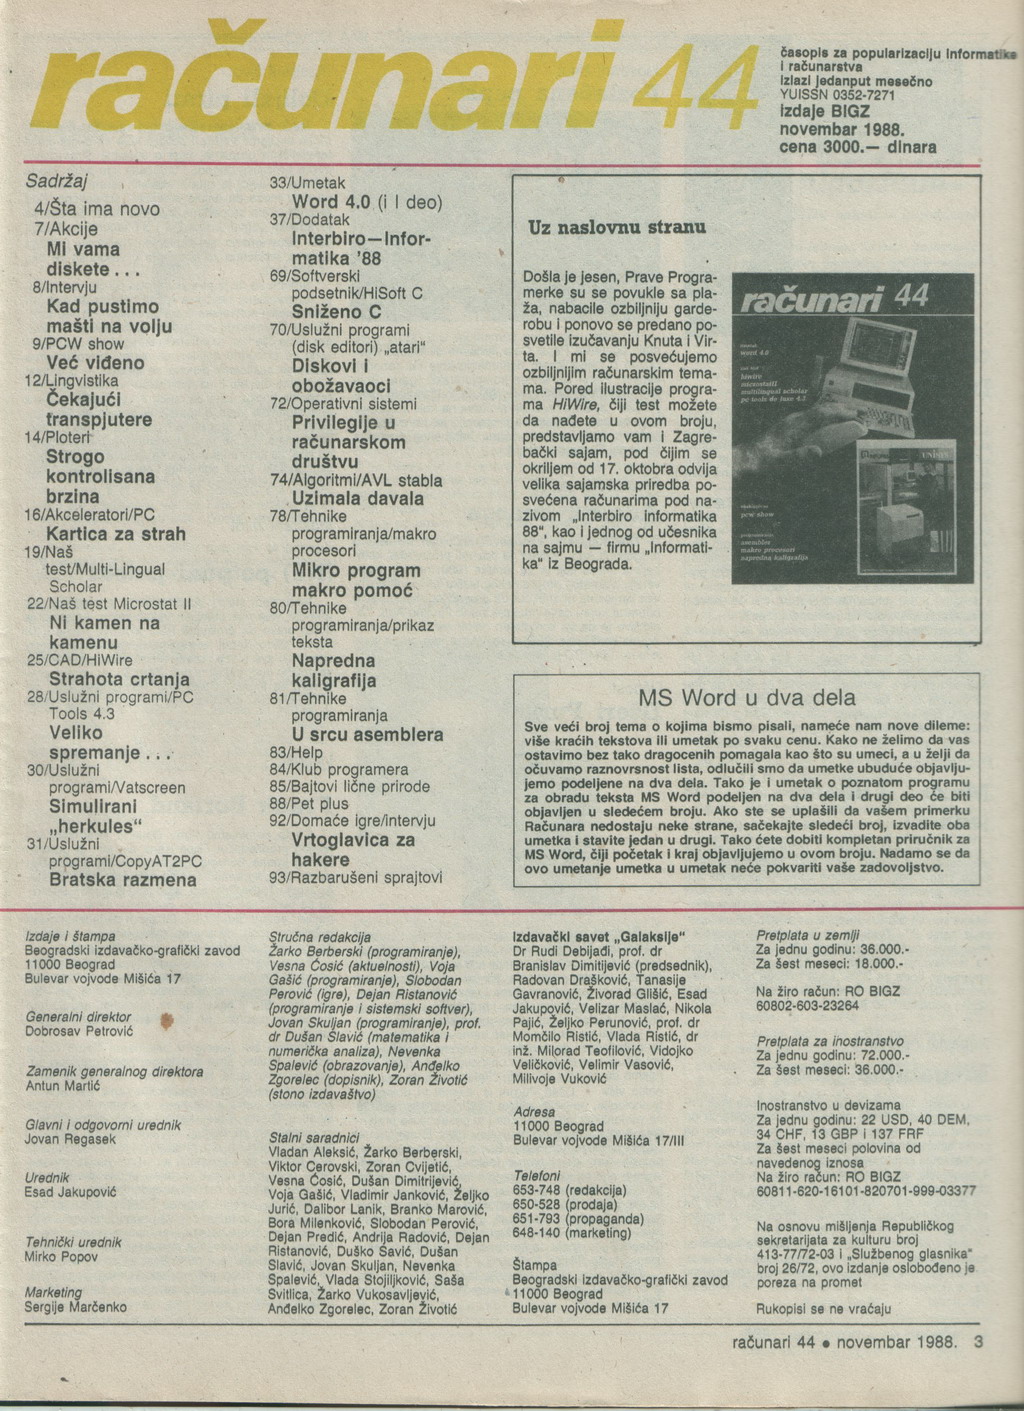 računari 44
časopis za popularizaciju informatike
i računarstva
izlazi jedanput mesečno
YUISSN 0352-7271
izdaje BIGZ
novembar 1988.
cena 3000.— dinara
Sadržaj
4/Šta ima novo
7/Akcije
Mi vama
diskete . . .
8/Intervju
Kad pustimo
mašti na volju
9/PCW show
Već viđeno
12/Lingvistika
Čekajući
transpjutere
14/Ploteri
Strogo
kontrolisana
brzina
16/Akceleratori/PC
Kartica za strah
19/Naš
test/Multi-Lingual
Scholar
22/Naš test Microstat II
Ni kamen na
kamenu
25/CAD/HiWire
Strahota crtanja
28/Uslužni programi/PC
Tools 4.3
Veliko
spremanje . . .
30/Uslužni
programi/Vatscreen
Simulirani
„herkules“
31/Uslužni
programi/CopyAT2PC
Bratska razmena
33/Umetak
Word 4.0 (i I deo)
37/Dodatak
Interbiro—Infor-
matika '88
69/Softverski
podsetnik/HiSoft C
Sniženo C
70/Uslužni programi
(disk editori) „atari“
Diskovi i
obožavaoci
72/Operativni sistemi
Privilegije u
računarskom
društvu
74/Algoritmi/AVL stabla
Uzimala davala
78/Tehnike
programiranja/makro
procesori
Mikro program
makro pomoć
80/Tehnike
programiranja/prikaz
teksta
Napredna
kaligrafija
81/Tehnike
programiranja
U srcu asemblera
83/Help
84/Klub programera
85/Bajtovi lične prirode
88/Pet plus
92/Domaće igre/intervju
Vrtoglavica za
hakere
93/Razbarušeni sprajtovi
Uz naslovnu stranu
Došla je jesen, Prave Progra-
merke su se povukle sa pla-
ža, nabacile ozbiljniju garde-
robu i ponovo se predano po-
svetile izučavanju Knuta i Vir-
ta. I mi se posvećujemo
ozbiljnijim računarskim tema-
ma. Pored ilustracije progra-
ma HiWire, čiji test možete
da nađete u ovom broju,
predstavljamo vam i Zagre-
bački sajam, pod čijim se
okriljem od 17. oktobra odvija
velika sajamska priredba po-
svećena računarima pod na-
zivom „Interbiro informatika
88“, kao i jednog od učesnika
na sajmu — firmu „Informati-
ka“ iz Beograda.
računari 44
word 4.0
hiwire
microstatII
multilingual scholar
pc tools de luxe 4.3
pcw show
asembler
makro procesori
napredna kaligrafija
MS Word u dva dela
Sve veći broj tema o kojima bismo pisali, nameće nam nove dileme:
više kraćih tekstova ili umetak po svaku cenu. Kako ne želimo da vas
ostavimo bez tako dragocenih pomagala kao što su umeci, a u želji da
očuvamo raznovrsnost lista, odlučili smo da umetke ubuduće objavlju-
jemo podeljene na dva dela. Tako je i umetak o poznatom programu
za obradu teksta MS Word podeljen na dva dela i drugi deo će biti
objavljen u sledećem broju. Ako ste se uplašili da vašem primerku
Računara nedostaju neke strane, sačekajte sledeći broj, izvadite oba
umetka i stavite jedan u drugi. Tako ćete dobiti kompletan priručnik za
MS Word, čiji početak i kraj objavljujemo u ovom broju. Nadamo se da
ovo umetanje umetka u umetak neće pokvariti vaše zadovoljstvo.
Izdaje i štampa
Beogradski izdavačko-grafički zavod
11000 Beograd
Bulevar vojvode Mišića 17
Generalni direktor
Dobrosav Petrović
Zamenik generalnog direktora
Antun Martić
Glavni i odgovorni urednik
Jovan Regasek
Urednik
Esad Jakupović
Tehnički urednik
Mirko Popov
Marketing
Sergije Marčenko
Stručna redakcija
Žarko Berberski (programiranje),
Vesna Ćosić (aktuelnosti), Voja
Gašić (programiranje), Slobodan
Perović (igre), Dejan Ristanović
(programiranje i sistemski softver),
Jovan Skuljan (programiranje), prof.
dr Dušan Slavić (matematika i
numerička analiza), Nevenka
Spalević (obrazovanje), Anđelko
Zgorelec (dopisnik), Zoran Životić
(stono izdavaštvo)
Stalni saradnici
Vladan Aleksić, Žarko Berberski,
Viktor Cerovski, Zoran Cvijetić,
Vesna Ćosić, Dušan Dimitrijević,
Voja Gašić, Vladimir Janković, Željko
Jurić, Dalibor Lanik, Branko Marović,
Bora Milenković, Slobodan Perović,
Dejan Predić, Andrija Radović, Dejan
Ristanović, Duško Savić, Dušan
Slavić, Jovan Skuljan, Nevenka
Spalević, Vlada Stojiljković, Saša
Svitlica, Žarko Vukosavljević,
Anđelko Zgorelec, Zoran Životić
Izdavački savet „Galaksije“
Dr Rudi Debijađi, prof. dr
Branislav Dimitijević (predsednik),
Radovan Drašković, Tanasije
Gavranović, Živorad Glišić, Esad
Jakupović, Velizar Maslać, Nikola
Pajić, Željko Perunović, prof. dr
Momčilo Ristić, Vlada Ristić, dr
inž. Milorad Teofilović, Vidojko
Veličković, Velimir Vasović,
Milivoje Vuković
Adresa
11000 Beograd
Bulevar vojvode Mišića 17/III
Telefoni
653-748 (redakcija)
650-528 (prodaja)
651-793 (propaganda)
648-140 (marketing)
Štampa
Beogradski izdavačko-grafički zavod
11000 Beograd
Bulevar vojvode Mišića 17
Pretplata u zemlji
Za jednu godinu: 36.000.-
Za šest meseci: 18.000.-
Na žiro račun: RO BIGZ
60802-603-23264
Pretplata za inostranstvo
Za jednu godinu: 72.000.-
Za šest meseci: 36.000.-
Inostranstvo u devizama
Za jednu godinu: 22 USD, 40 DEM,
34 CHF, 13 GBP i 137 FRF
Za šest meseci polovina od
navedenog iznosa
Na žiro račun: RO BIGZ
60811-620-16101-820701-999-03377
Na osnovu mišljenja Republičkog
sekretarijata za kulturu broj
413-77/72-03 i „Službenog glasnika“
broj 26/72, ovo izdanje oslobođeno je
poreza na promet
Rukopisi se ne vraćaju
računari 44 • novembar 1988. 3